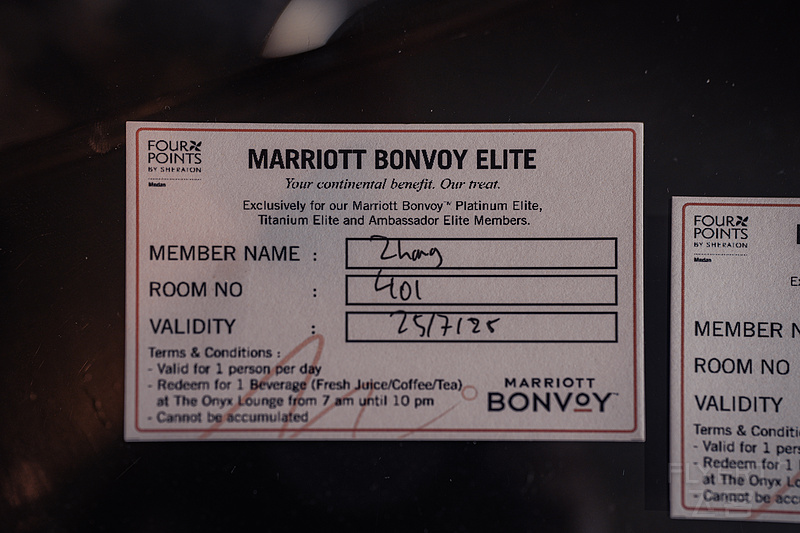 FOUR
POINTS
BY SHERATON
Medan
MARRIOTT BONVOY ELITE
Your continental benefit. Our treat.
Exclusively for our Marriott Bonvoy™ Platinum Elite,
Titanium Elite and Ambassador Elite Members.
MEMBER NAME : Zhang
ROOM NO : 401
VALIDITY : 25/7/25
Terms & Conditions :
- Valid for 1 person per day
- Redeem for 1 Beverage (Fresh Juice/Coffee/Tea)
at The Onyx Lounge from 7 am until 10 pm
- Cannot be accumulated
MARRIOTT
BONVOY™
FOUR
POINTS
BY SHERATON
Medan
MEMBER N
ROOM NO
VALIDITY
Terms & Conditi
- Valid for 1 pers
- Redeem for 1
at The Onyx Lo
- Cannot be acc